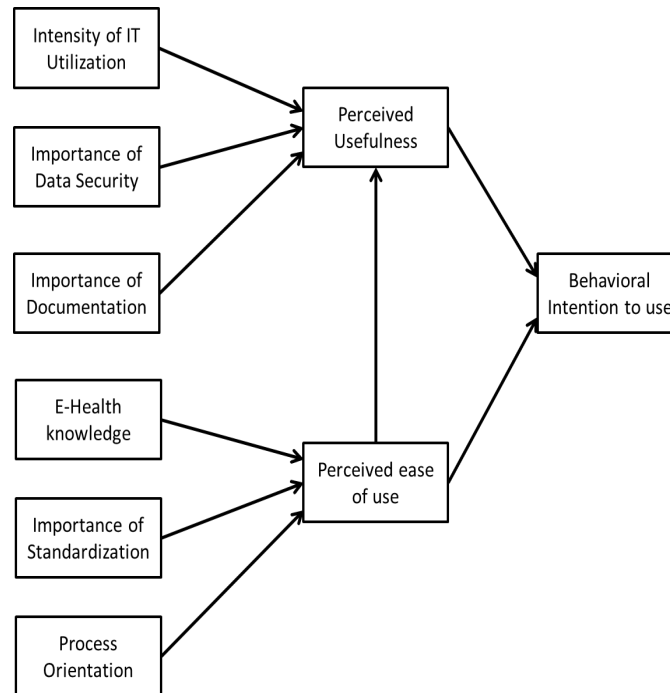 Intensity of IT
Utilization
Importance of
Data Security
Importance of
Documentation
E-Health
knowledge
Importance of
Standardization
Process
Orientation
Perceived
Usefulness
Perceived ease
of use
Behavioral
Intention to use